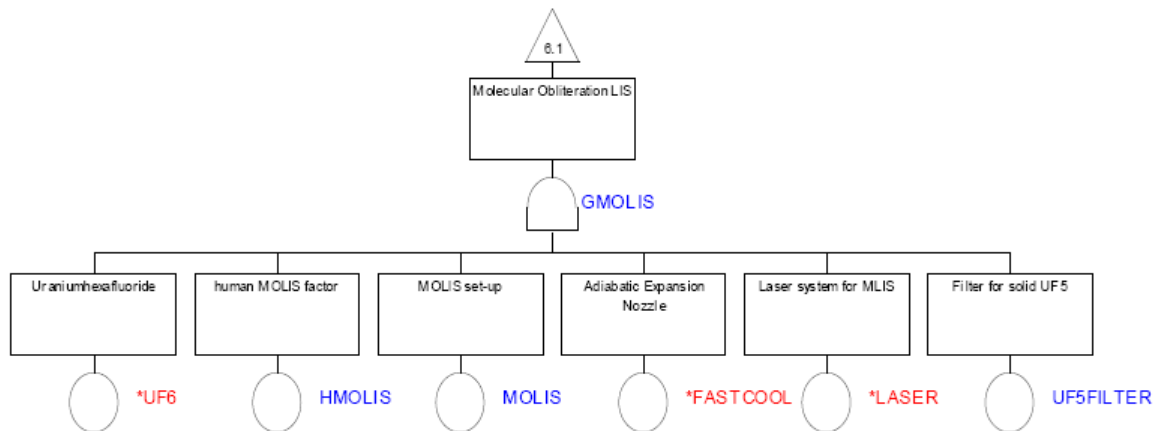 6.1
Molecular Obliteration LIS
GMOLIS
Uraniumhexafluoride
human MOLIS factor
MOLIS set-up
Adiabatic Expansion
Nozzle
Laser system for MLIS
Filter for solid UF5
*UF6
HMOLIS
MOLIS
*FASTCOOL
*LASER
UF5FILTER